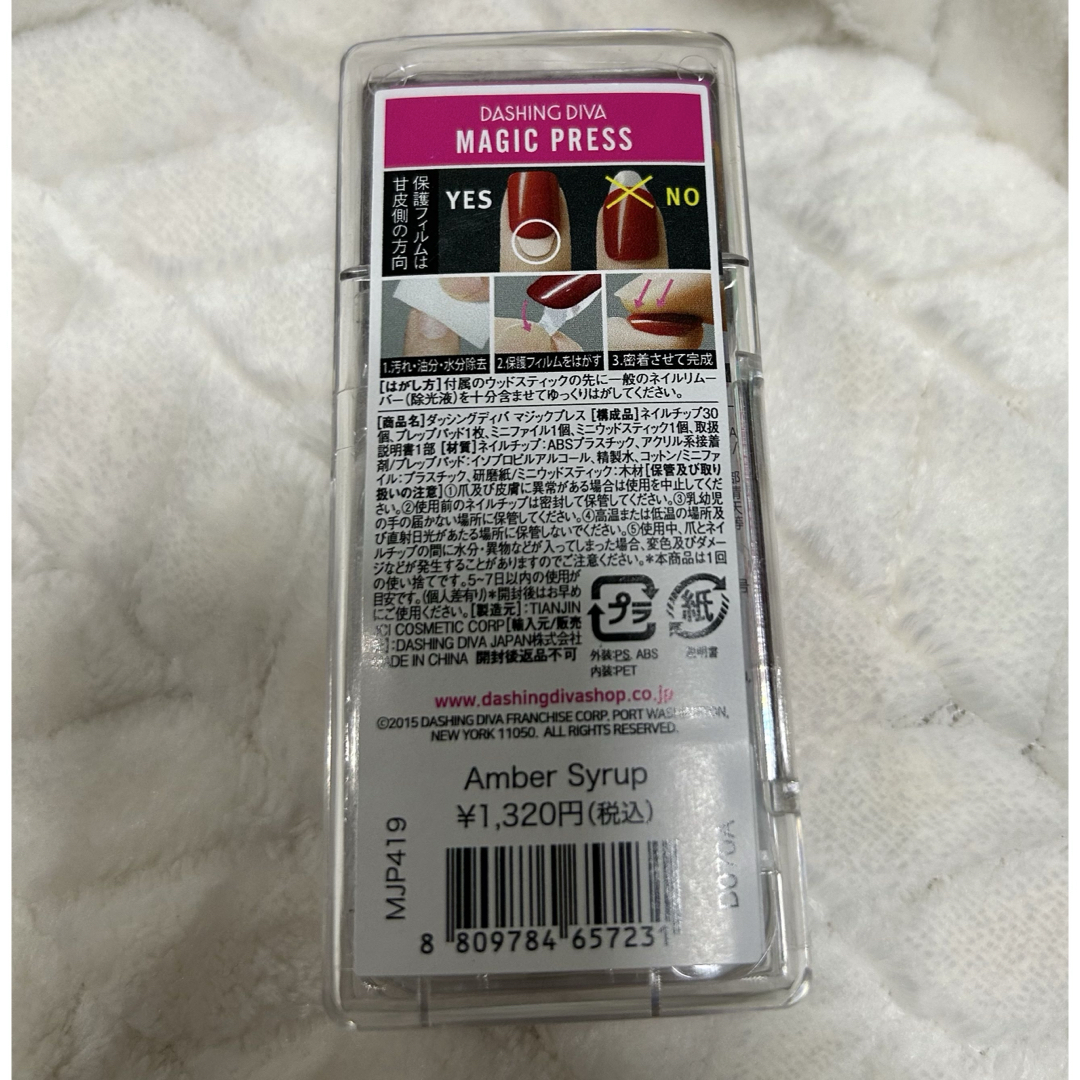 DASHING DIVA
MAGIC PRESS
保護フィルムは
甘皮側の方向
YES
NO
1.汚れ・油分・水分除去
2.保護フィルムをはがす
3.密着させて完成
[はがし方]付属のウッドスティックの先に一般のネイルリムー
バー(除光液)を十分含ませてゆっくりはがしてください。
[商品名]ダッシングディバ マジックプレス [構成品]ネイルチップ30
個、プレップパッド1枚、ミニファイル1個、ミニウッドスティック1個、取扱
説明書1部 [材質]ネイルチップ:ABSプラスチック、アクリル系接着
剤/プレップパッド:イソプロピルアルコール、精製水、コットン/ミニファ
イル:プラスチック、研磨紙/ミニウッドスティック:木材[保管及び取り
扱いの注意]①爪及び皮膚に異常がある場合は使用を中止してくだ
さい。②使用前のネイルチップは密封して保管してください。③乳幼児
の手の届かない場所に保管してください。④高温または低温の場所及
び直射日光があたる場所に保管しないでください。⑤使用中、爪とネイ
ルチップの間に水分・異物などが入ってしまった場合、変色及びダメー
ジなどが発生することがありますのでご注意ください。*本商品は1回
の使い捨てです。5~7日以内の使用が
目安です。(個人差有り)*開封後はお早め
にご使用ください。[製造元]:TIANJIN
ICI COSMETIC CORP[輸入元/販売
]:DASHING DIVA JAPAN株式会社
MADE IN CHINA 開封後返品不可
プラ
紙
外装:PS, ABS
内装:PET
説明書
www.dashingdivashop.co.jp
©2015 DASHING DIVA FRANCHISE CORP, PORT WASHINGTON,
NEW YORK 11050. ALL RIGHTS RESERVED.
Amber Syrup
¥1,320円(税込)
MJP419
8 809784 657231